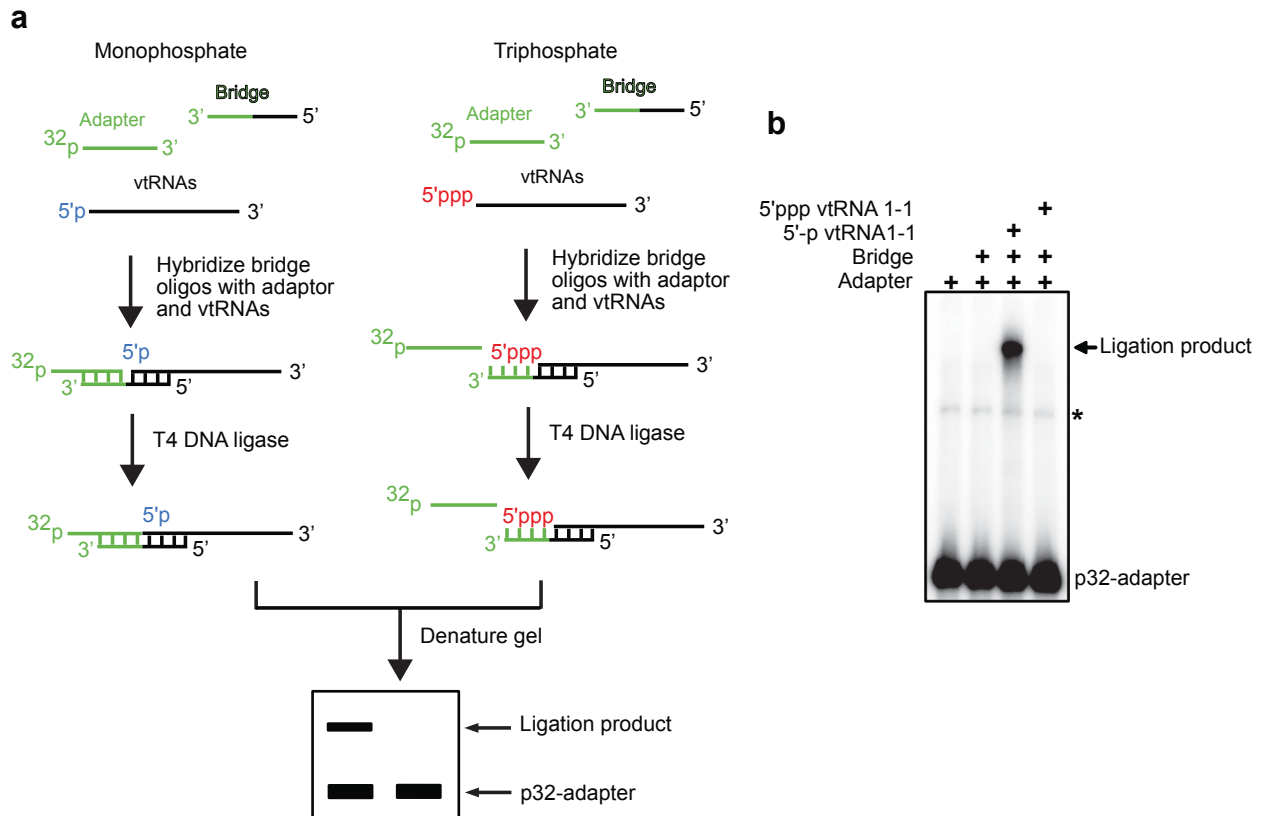 a
Monophosphate
Triphosphate
Bridge
3’
5’
Adapter
32p
3’
vtRNAs
5'p
3’
Bridge
3’
5’
Adapter
32p
3’
vtRNAs
5'ppp
3’
Hybridize bridge
oligos with adaptor
and vtRNAs
Hybridize bridge
oligos with adaptor
and vtRNAs
32p
5'p
3’
3’
5’
32p
5'ppp
3’
3’
5’
T4 DNA ligase
T4 DNA ligase
32p
5'p
3’
3’
5’
32p
5'ppp
3’
3’
5’
Denature gel
Ligation product
p32-adapter
b
5'ppp vtRNA 1-1 +
5'-p vtRNA1-1 +
Bridge + + +
Adapter + + + +
Ligation product
*
p32-adapter